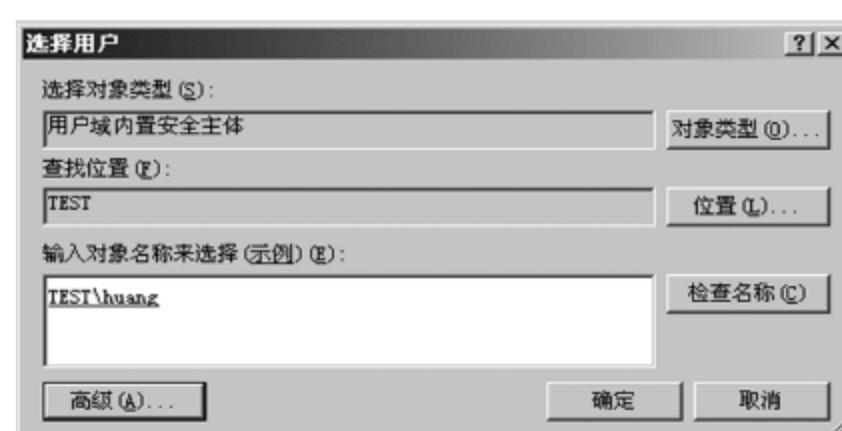 选择用户
选择对象类型(S):
用户域内置安全主体
对象类型(O)...
查找位置(F):
TEST
位置(L)...
输入对象名称来选择(示例)(E):
TEST\huang
检查名称(C)
高级(A)...
确定
取消